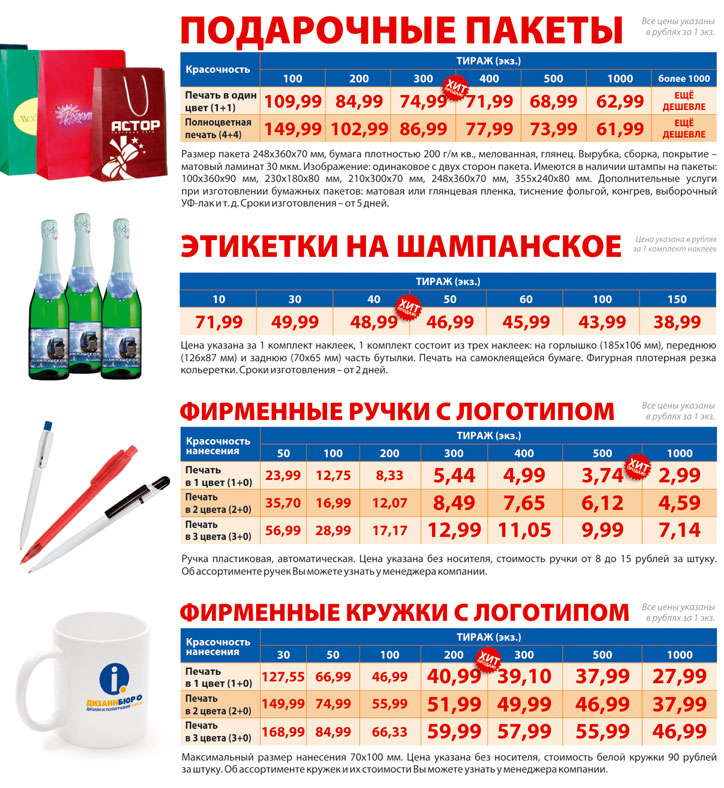 ПОДАРОЧНЫЕ ПАКЕТЫ
Все цены указаны
в рублях за 1 экз.
Красочность
ТИРАЖ (экз.)
100 200 300 400 500 1000 более 1000
ХИТ
Печать в один
цвет (1+1)
109,99 84,99 74,99 71,99 68,99 62,99 ЕЩЁ
ДЕШЕВЛЕ
Полноцветная
печать (4+4)
149,99 102,99 86,99 77,99 73,99 61,99 ЕЩЁ
ДЕШЕВЛЕ
АСТОР
Размер пакета 248х360х70 мм, бумага плотностью 200 г/м кв., мелованная, глянец. Вырубка, сборка, покрытие –
матовый ламинат 30 мкм. Изображение: одинаковое с двух сторон пакета. Имеются в наличии штампы на пакеты:
100х360х90 мм, 230х180х80 мм, 210х300х70 мм, 248х360х70 мм, 355х240х80 мм. Дополнительные услуги
при изготовлении бумажных пакетов: матовая или глянцевая пленка, тиснение фольгой, конгрев, выборочный
УФ-лак и т. д. Сроки изготовления – от 5 дней.
ЭТИКЕТКИ НА ШАМПАНСКОЕ
Цена указана в рублях
за 1 комплект наклеек
ТИРАЖ (экз.)
10 30 40 50 60 100 150
ХИТ
71,99 49,99 48,99 46,99 45,99 43,99 38,99
Цена указана за 1 комплект наклеек, 1 комплект состоит из трех наклеек: на горлышко (185х106 мм), переднюю
(126х87 мм) и заднюю (70х65 мм) часть бутылки. Печать на самоклеящейся бумаге. Фигурная плотерная резка
кольеретки. Сроки изготовления – от 2 дней.
ФИРМЕННЫЕ РУЧКИ С ЛОГОТИПОМ
Все цены указаны
в рублях за 1 экз.
Красочность
нанесения
ТИРАЖ (экз.)
50 100 200 300 400 500 1000
ХИТ
Печать
в 1 цвет (1+0)
23,99 12,75 8,33 5,44 4,99 3,74 2,99
Печать
в 2 цвета (2+0)
35,70 16,99 12,07 8,49 7,65 6,12 4,59
Печать
в 3 цвета (3+0)
56,99 28,99 17,17 12,99 11,05 9,99 7,14
Ручка пластиковая, автоматическая. Цена указана без носителя, стоимость ручки от 8 до 15 рублей за штуку.
Об ассортименте ручек Вы можете узнать у менеджера компании.
ФИРМЕННЫЕ КРУЖКИ С ЛОГОТИПОМ
Все цены указаны
в рублях за 1 экз.
Красочность
нанесения
ТИРАЖ (экз.)
30 50 100 200 300 500 1000
ХИТ
Печать
в 1 цвет (1+0)
127,55 66,99 46,99 40,99 39,10 37,99 27,99
Печать
в 2 цвета (2+0)
149,99 74,99 55,99 51,99 49,99 46,99 37,99
Печать
в 3 цвета (3+0)
168,99 84,99 66,33 59,99 57,99 55,99 46,99
ДИЗАЙНБЮРО
Максимальный размер нанесения 70х100 мм. Цена указана без носителя, стоимость белой кружки 90 рублей
за штуку. Об ассортименте кружек и их стоимости Вы можете узнать у менеджера компании.